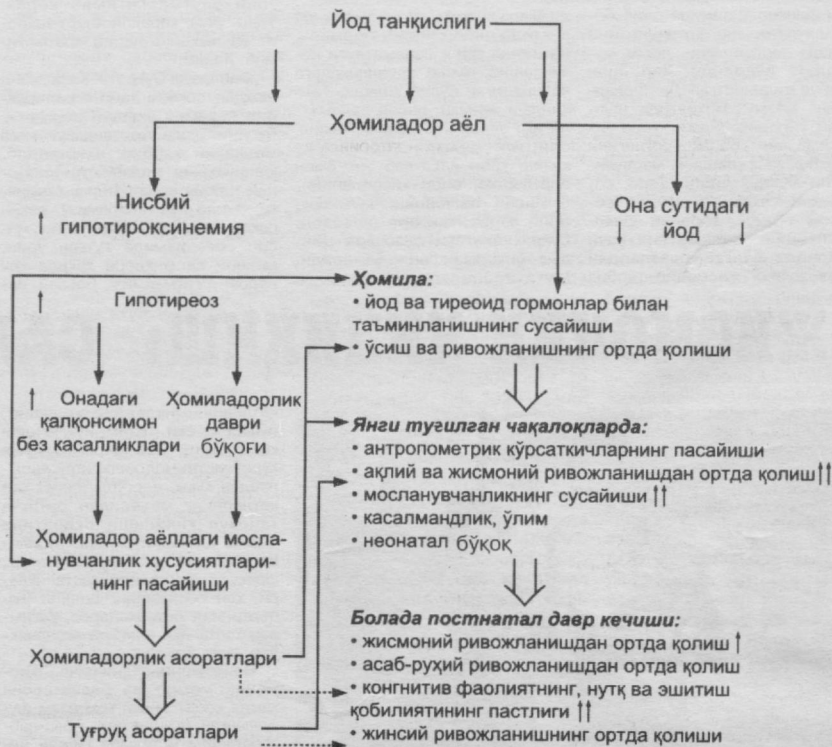 Йод танқислиги
Ҳомиладор аёл
Нисбий
↑ гипотироксинемия
Она сутидаги
йод
↓ ↓
↑ Гипотиреоз
↑ Онадаги
қалқонсимон
без касалликлари
Ҳомиладорлик
даври
бўқоғи
Ҳомиладор аёлдаги мосла-
нувчанлик хусусиятлари-
нинг пасайиши
Ҳомиладорлик асоратлари
Туғруқ асоратлари
Ҳомила:
• йод ва тиреоид гормонлар билан
таъминланишнинг сусайиши
• ўсиш ва ривожланишнинг ортда қолиши
Янги туғилган чақалоқларда:
• антропометрик кўрсаткичларнинг пасайиши
• ақлий ва жисмоний ривожланишдан ортда қолиш↑↑
• мосланувчанликнинг сусайиши ↑↑
• касалмандлик, ўлим
• неонатал бўқоқ
Болада постнатал давр кечиши:
• жисмоний ривожланишдан ортда қолиш ↑
• асаб-руҳий ривожланишдан ортда қолиш
• конгнитив фаолиятнинг, нутқ ва эшитиш
қобилиятининг пастлиги ↑↑
• жинсий ривожланишнинг ортда қолиши